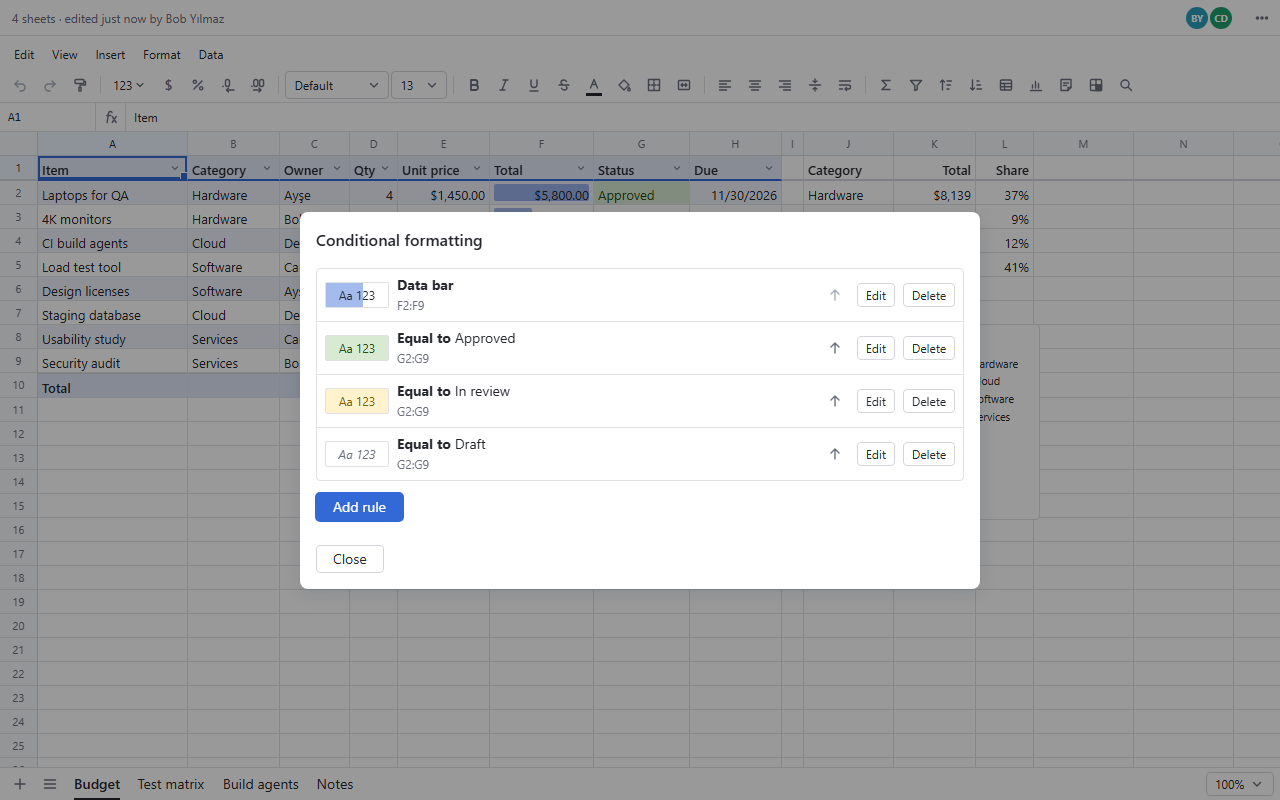 4 sheets · edited just now by Bob Yılmaz BY CD
Edit View Insert Format Data
123 $ % .0 .00 Default 13 B I U S A Σ
A1 fx Item
A B C D E F G H I J K L M N
1 Item Category Owner Qty Unit price Total Status Due Category Total Share
2 Laptops for QA Hardware Ayşe 4 $1,450.00 $5,800.00 Approved 11/30/2026 Hardware $8,139 37%
3 4K monitors Hardware 9%
4 CI build agents Cloud 12%
5 Load test tool Software 41%
6 Design licenses Software
7 Staging database Cloud
8 Usability study Services
9 Security audit Services
10 Total
11
12
13
14
15
16
17
18
19
20
21
22
23
24
25
Conditional formatting
Aa 123 Data bar Edit Delete
F2:F9
Aa 123 Equal to Approved Edit Delete
G2:G9
Aa 123 Equal to In review Edit Delete
G2:G9
Aa 123 Equal to Draft Edit Delete
G2:G9
Add rule
Close
Budget Test matrix Build agents Notes 100%